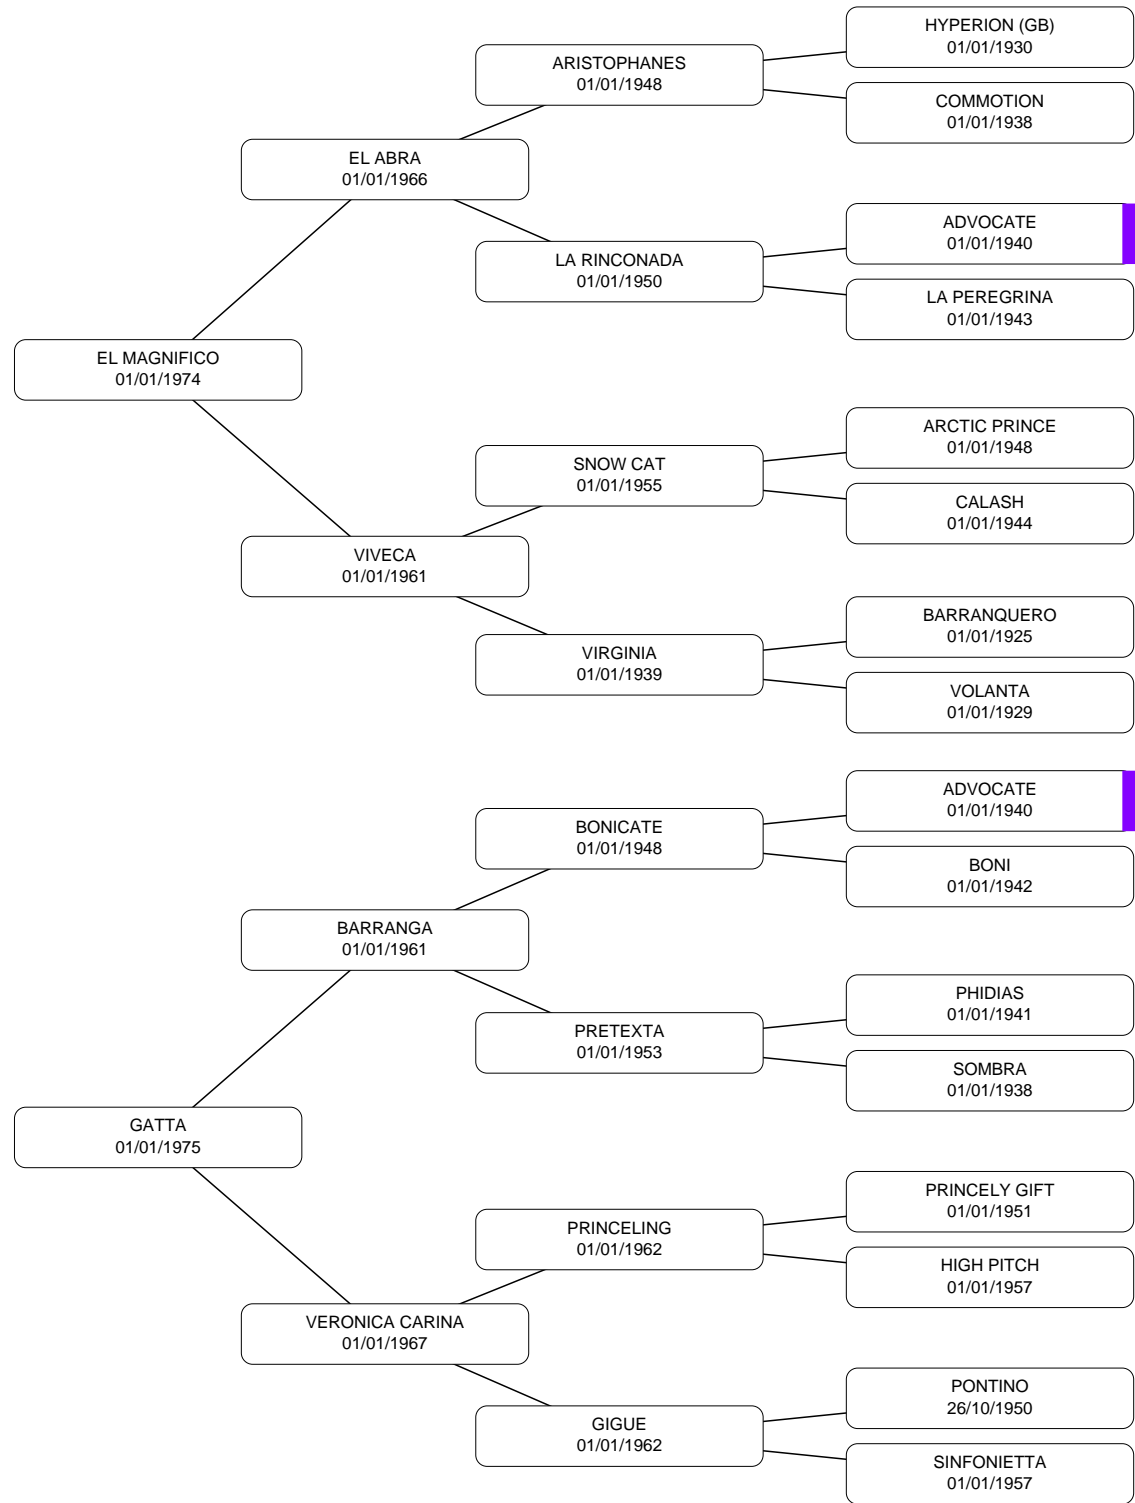 HYPERION (GB)
01/01/1930
ARISTOPHANES
01/01/1948
COMMOTION
01/01/1938
EL ABRA
01/01/1966
ADVOCATE
01/01/1940
LA RINCONADA
01/01/1950
LA PEREGRINA
01/01/1943
EL MAGNIFICO
01/01/1974
ARCTIC PRINCE
01/01/1948
SNOW CAT
01/01/1955
CALASH
01/01/1944
VIVECA
01/01/1961
BARRANQUERO
01/01/1925
VIRGINIA
01/01/1939
VOLANTA
01/01/1929
ADVOCATE
01/01/1940
BONICATE
01/01/1948
BONI
01/01/1942
BARRANGA
01/01/1961
PHIDIAS
01/01/1941
PRETEXTA
01/01/1953
SOMBRA
01/01/1938
GATTA
01/01/1975
PRINCELY GIFT
01/01/1951
PRINCELING
01/01/1962
HIGH PITCH
01/01/1957
VERONICA CARINA
01/01/1967
PONTINO
26/10/1950
GIGUE
01/01/1962
SINFONIETTA
01/01/1957